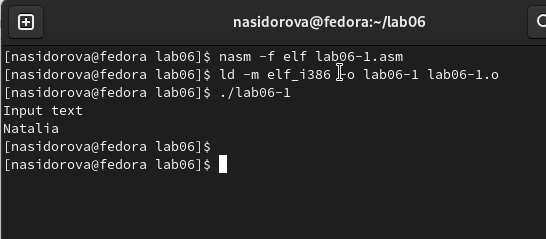 nasidorova@fedora:~/lab06
[nasidorova@fedora lab06]$ nasm -f elf lab06-1.asm
[nasidorova@fedora lab06]$ ld -m elf_i386 -o lab06-1 lab06-1.o
[nasidorova@fedora lab06]$ ./lab06-1
Input text
Natalia
[nasidorova@fedora lab06]$
[nasidorova@fedora lab06]$